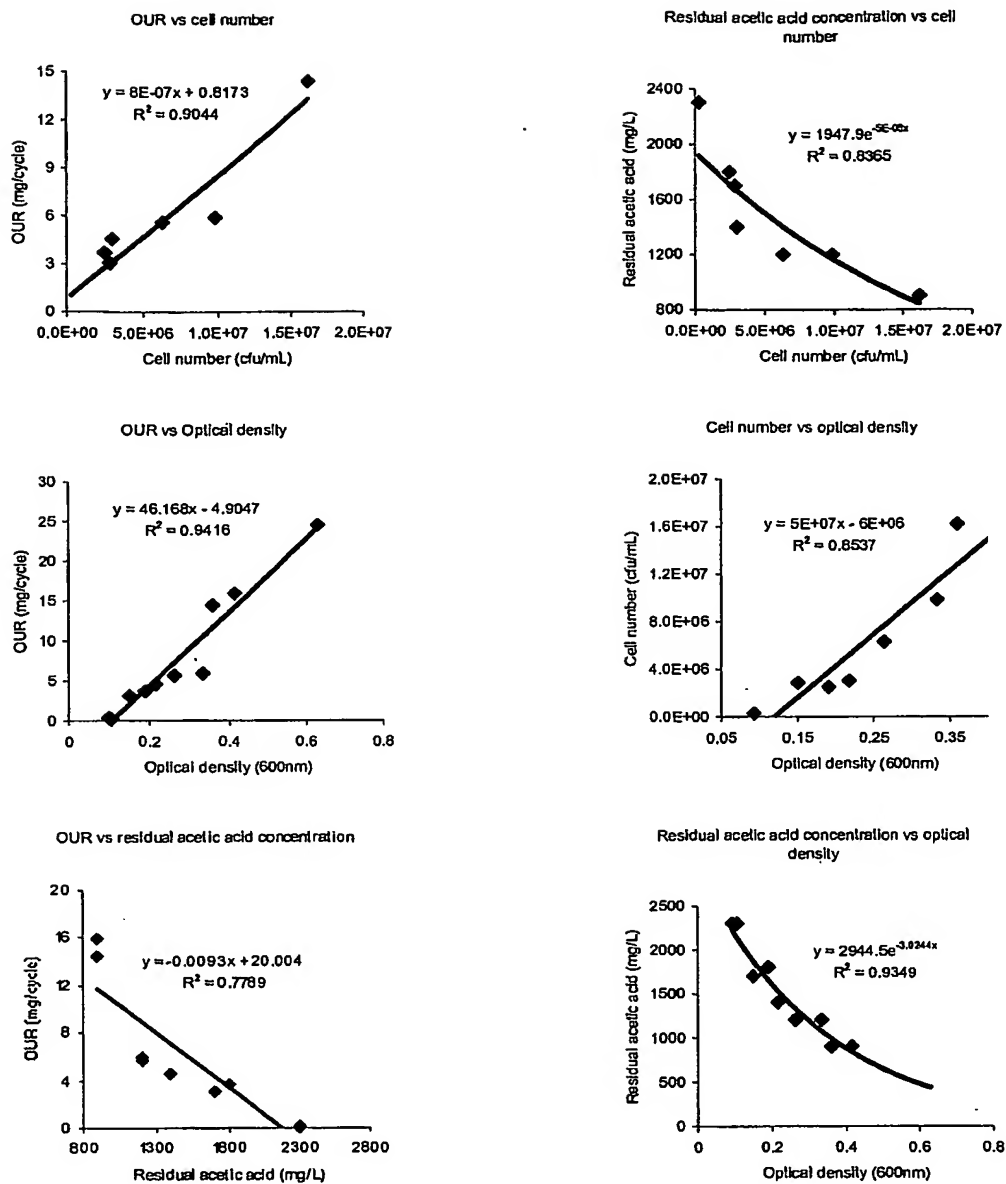 OUR vs cell number
15
12
9
6
3
0
OUR (mg/cycle)
y = 8E-07x + 0.8173
R² = 0.9044
0.0E+00 5.0E+06 1.0E+07 1.5E+07 2.0E+07
Cell number (cfu/mL)
Residual acetic acid concentration vs cell
number
2400
2000
1600
1200
800
Residual acetic acid (mg/L)
R² = 0.8365
0.0E+00 5.0E+06 1.0E+07 1.5E+07 2.0E+07
Cell number (cfu/mL)
OUR vs Optical density
30
25
20
15
10
5
0
OUR (mg/cycle)
y = 46.168x - 4.9047
R² = 0.9416
0 0.2 0.4 0.6 0.8
Optical density (600nm)
Cell number vs optical density
2.0E+07
1.6E+07
1.2E+07
8.0E+06
4.0E+06
0.0E+00
Cell number (cfu/mL)
y = 5E+07x - 6E+06
R² = 0.8537
0.05 0.15 0.25 0.35
Optical density (600nm)
OUR vs residual acetic acid concentration
20
16
12
8
4
0
OUR (mg/cycle)
y = -0.0093x + 20.004
R² = 0.7789
800 1300 1800 2300 2800
Residual acetic acid (mg/L)
Residual acetic acid concentration vs optical
density
2500
2000
1500
1000
500
0
Residual acetic acid (mg/L)
y = 2944.5e
R² = 0.9349
0 0.2 0.4 0.6 0.8
Optical density (600nm)